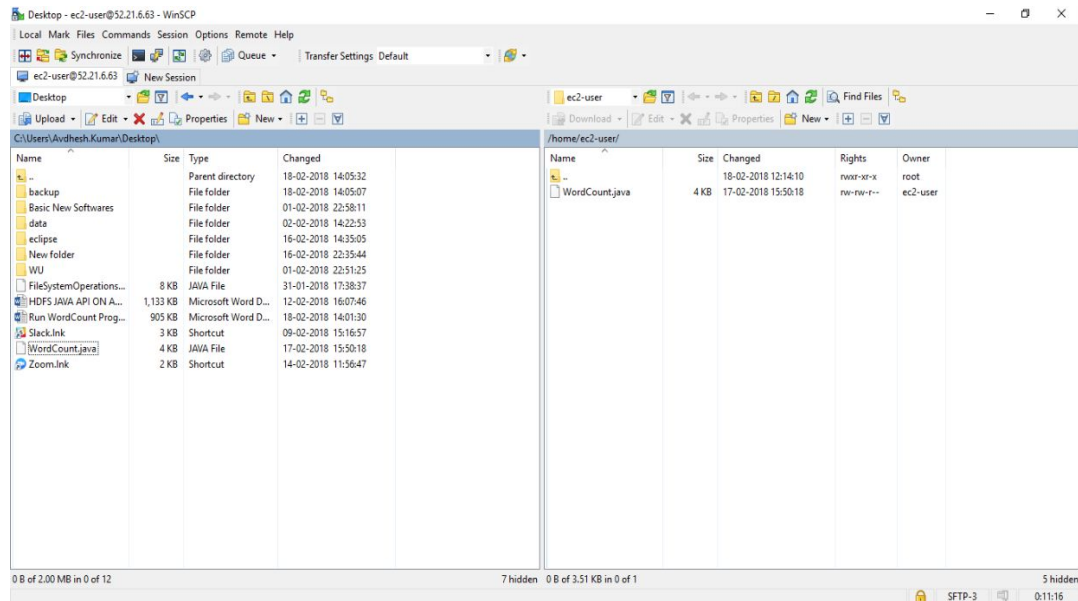 Desktop - ec2-user@52.21.6.63 - WinSCP
Local Mark Files Commands Session Options Remote Help
Synchronize Queue Transfer Settings Default
ec2-user@52.21.6.63 New Session
Desktop
ec2-user Find Files
Upload Edit Properties New
Download Edit Properties New
C:\Users\Avdhesh.Kumar\Desktop\
Name Size Type Changed
.. Parent directory 18-02-2018 14:05:32
backup File folder 18-02-2018 14:05:07
Basic New Softwares File folder 01-02-2018 22:58:11
data File folder 02-02-2018 14:22:53
eclipse File folder 16-02-2018 14:35:05
New folder File folder 16-02-2018 22:35:44
WU File folder 01-02-2018 22:51:25
FileSystemOperations... 8 KB JAVA File 31-01-2018 17:38:37
HDFS JAVA API ON A... 1,133 KB Microsoft Word D... 12-02-2018 16:07:46
Run WordCount Prog... 905 KB Microsoft Word D... 18-02-2018 14:01:30
Slack.lnk 3 KB Shortcut 09-02-2018 15:16:57
WordCount.java 4 KB JAVA File 17-02-2018 15:50:18
Zoom.lnk 2 KB Shortcut 14-02-2018 11:56:47
/home/ec2-user/
Name Size Changed Rights Owner
.. 18-02-2018 12:14:10 rwxr-xr-x root
WordCount.java 4 KB 17-02-2018 15:50:18 rw-rw-r-- ec2-user
0 B of 2.00 MB in 0 of 12 7 hidden
0 B of 3.51 KB in 0 of 1 5 hidden
SFTP-3 0:11:16